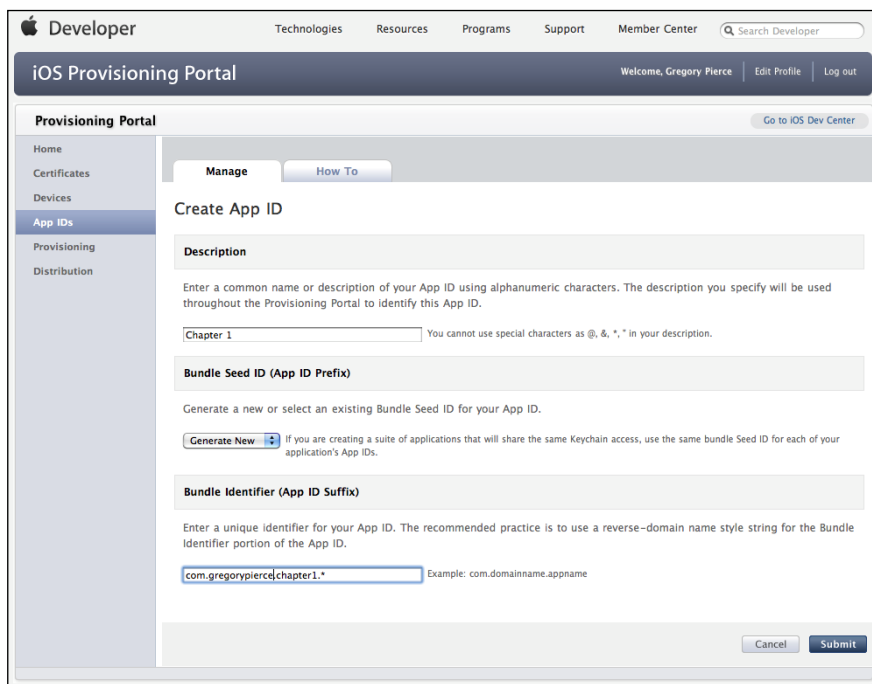 Developer
Technologies
Resources
Programs
Support
Member Center
Search Developer
iOS Provisioning Portal
Welcome, Gregory Pierce
Edit Profile
Log out
Provisioning Portal
Go to iOS Dev Center
Home
Certificates
Devices
App IDs
Provisioning
Distribution
Manage
How To
Create App ID
Description
Enter a common name or description of your App ID using alphanumeric characters. The description you specify will be used
throughout the Provisioning Portal to identify this App ID.
Chapter 1
You cannot use special characters as @, &, *, " in your description.
Bundle Seed ID (App ID Prefix)
Generate a new or select an existing Bundle Seed ID for your App ID.
Generate New
If you are creating a suite of applications that will share the same Keychain access, use the same bundle Seed ID for each of your
application's App IDs.
Bundle Identifier (App ID Suffix)
Enter a unique identifier for your App ID. The recommended practice is to use a reverse-domain name style string for the Bundle
Identifier portion of the App ID.
com.gregorypierce.chapter1.*
Example: com.domainname.appname
Cancel
Submit